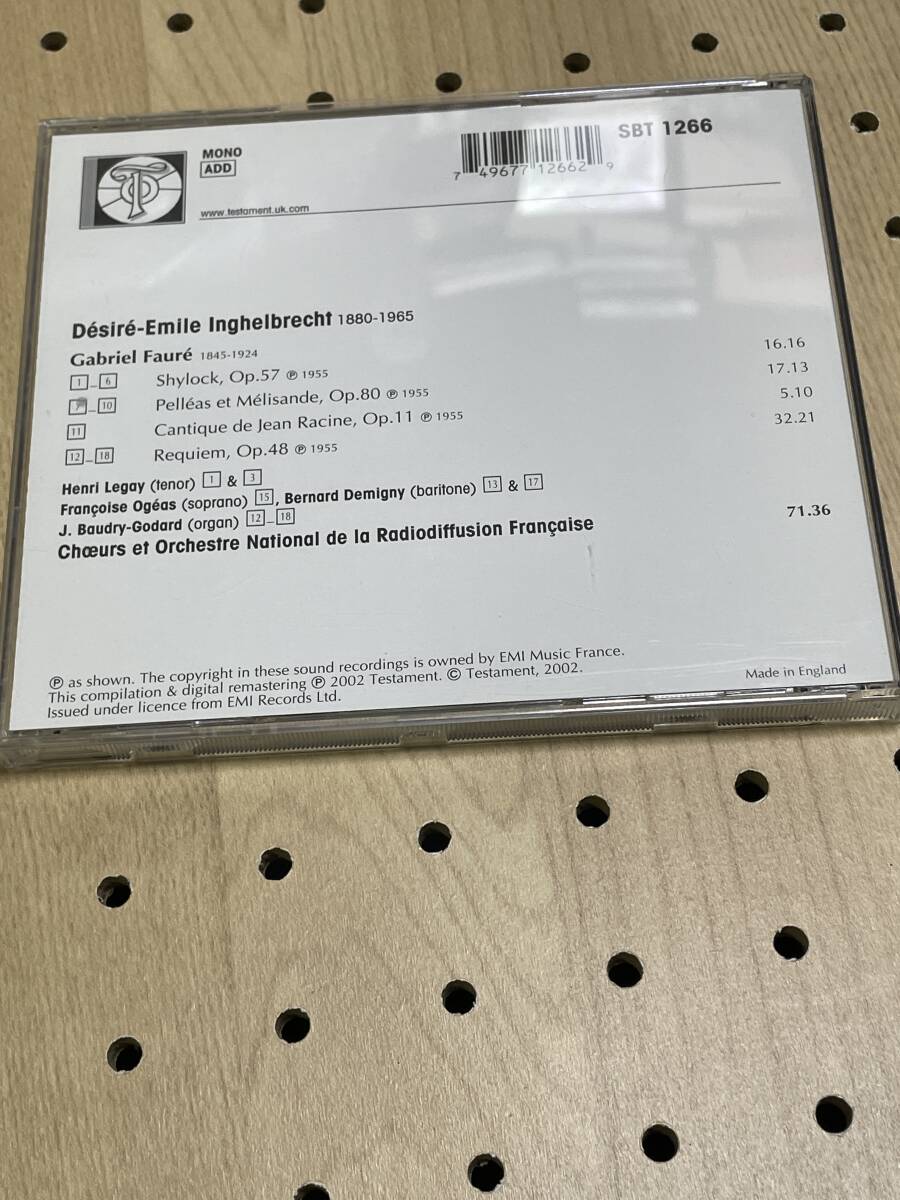 MONO
ADD
www.testament.uk.com
7 49677 12662 9
SBT 1266
Désiré-Emile Inghelbrecht 1880-1965
Gabriel Fauré 1845-1924
1–6 Shylock, Op.57 ℗ 1955 16.16
7–10 Pelléas et Mélisande, Op.80 ℗ 1955 17.13
11 Cantique de Jean Racine, Op.11 ℗ 1955 5.10
12–18 Requiem, Op.48 ℗ 1955 32.21
Henri Legay (tenor) 1 & 3
Françoise Ogéas (soprano) 15, Bernard Demigny (baritone) 13 & 17
J. Baudry-Godard (organ) 12–18
Chœurs et Orchestre National de la Radiodiffusion Française 71.36
℗ as shown. The copyright in these sound recordings is owned by EMI Music France.
This compilation & digital remastering ℗ 2002 Testament. © Testament, 2002.
Issued under licence from EMI Records Ltd.
Made in England